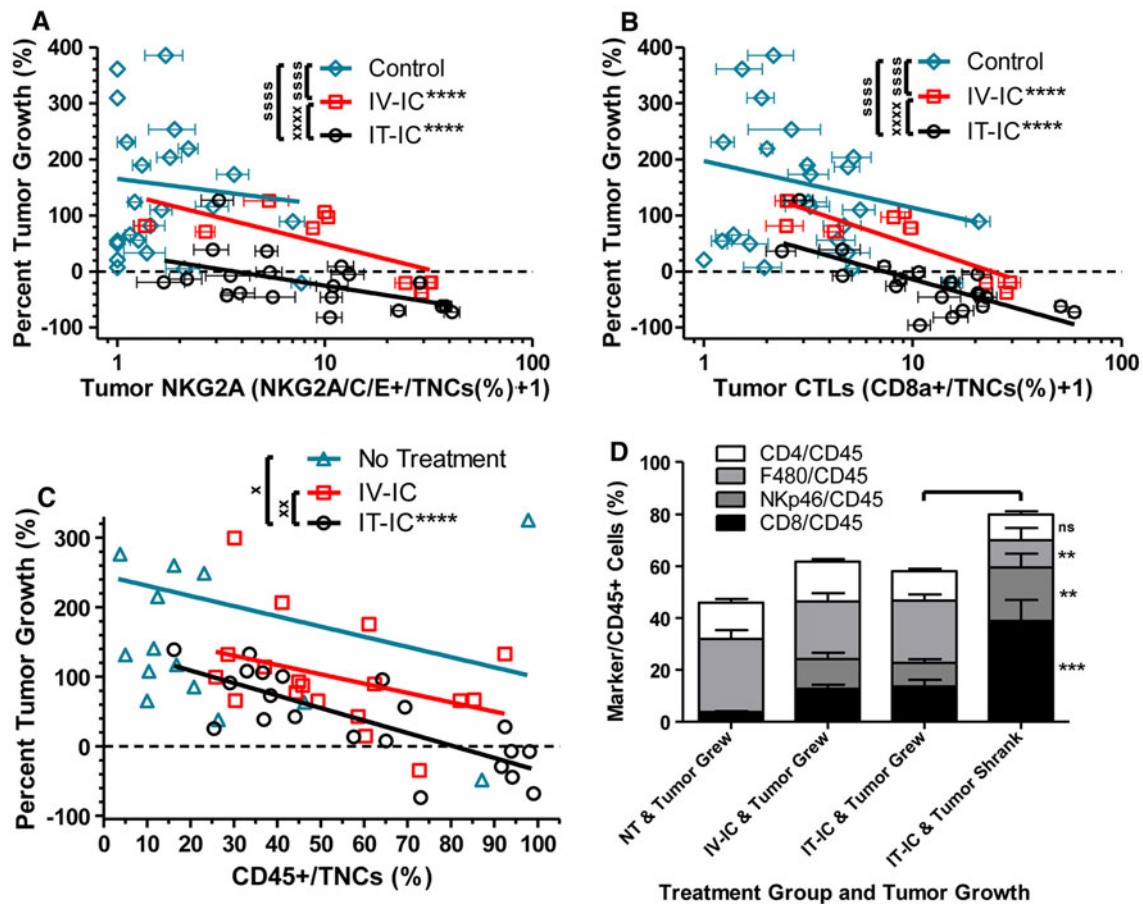 A
Percent Tumor Growth (%)
400
300
200
100
0
-100
1
10
100
Tumor NKG2A (NKG2A/C/E+/TNCs(%)+1)
ssss
ssss
xxxx
Control
IV-IC****
IT-IC****
B
Percent Tumor Growth (%)
400
300
200
100
0
-100
1
10
100
Tumor CTLs (CD8a+/TNCs(%)+1)
ssss
ssss
xxxx
Control
IV-IC****
IT-IC****
C
Percent Tumor Growth (%)
300
200
100
0
-100
0 10 20 30 40 50 60 70 80 90 100
CD45+/TNCs (%)
x
xx
No Treatment
IV-IC
IT-IC****
D
Marker/CD45+ Cells (%)
100
80
60
40
20
0
CD4/CD45
F480/CD45
NKp46/CD45
CD8/CD45
ns
**
**
***
NT & Tumor Grew
IV-IC & Tumor Grew
IT-IC & Tumor Grew
IT-IC & Tumor Shrank
Treatment Group and Tumor Growth